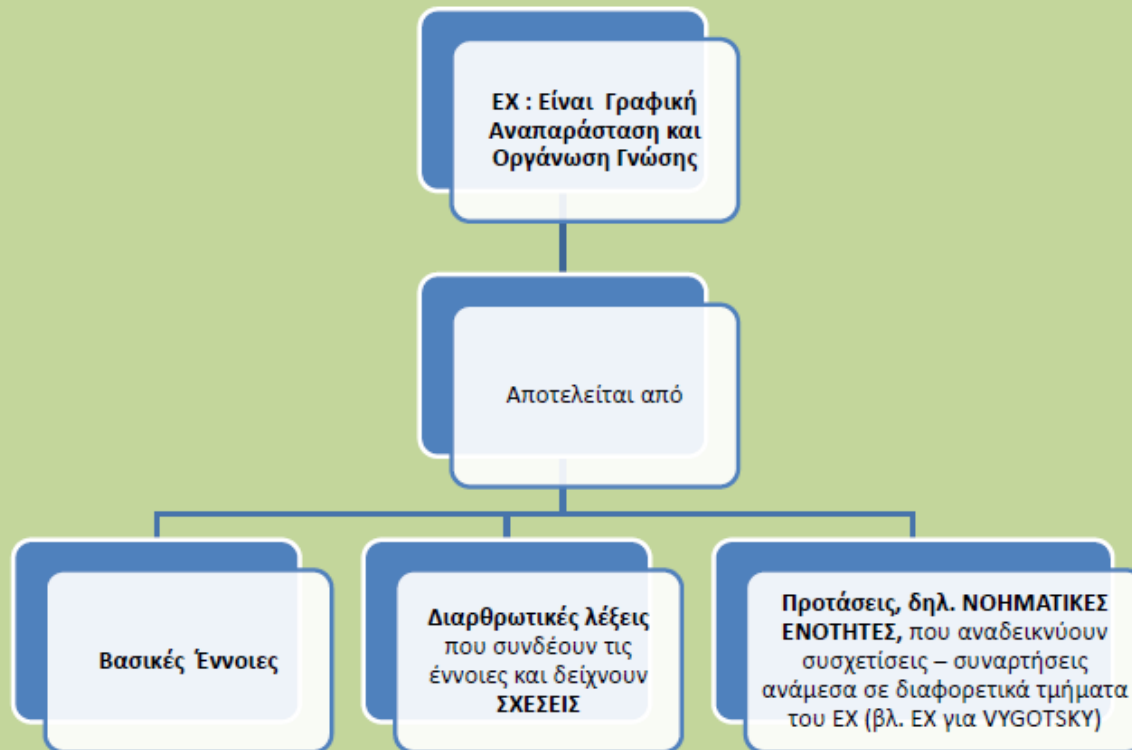 ΕΧ : Είναι Γραφική
Αναπαράσταση και
Οργάνωση Γνώσης
Αποτελείται από
Βασικές Έννοιες
Διαρθρωτικές λέξεις
που συνδέουν τις
έννοιες και δείχνουν
ΣΧΕΣΕΙΣ
Προτάσεις, δηλ. ΝΟΗΜΑΤΙΚΕΣ
ΕΝΟΤΗΤΕΣ, που αναδεικνύουν
συσχετίσεις – συναρτήσεις
ανάμεσα σε διαφορετικά τμήματα
του ΕΧ (βλ. ΕΧ για VYGOTSKY)